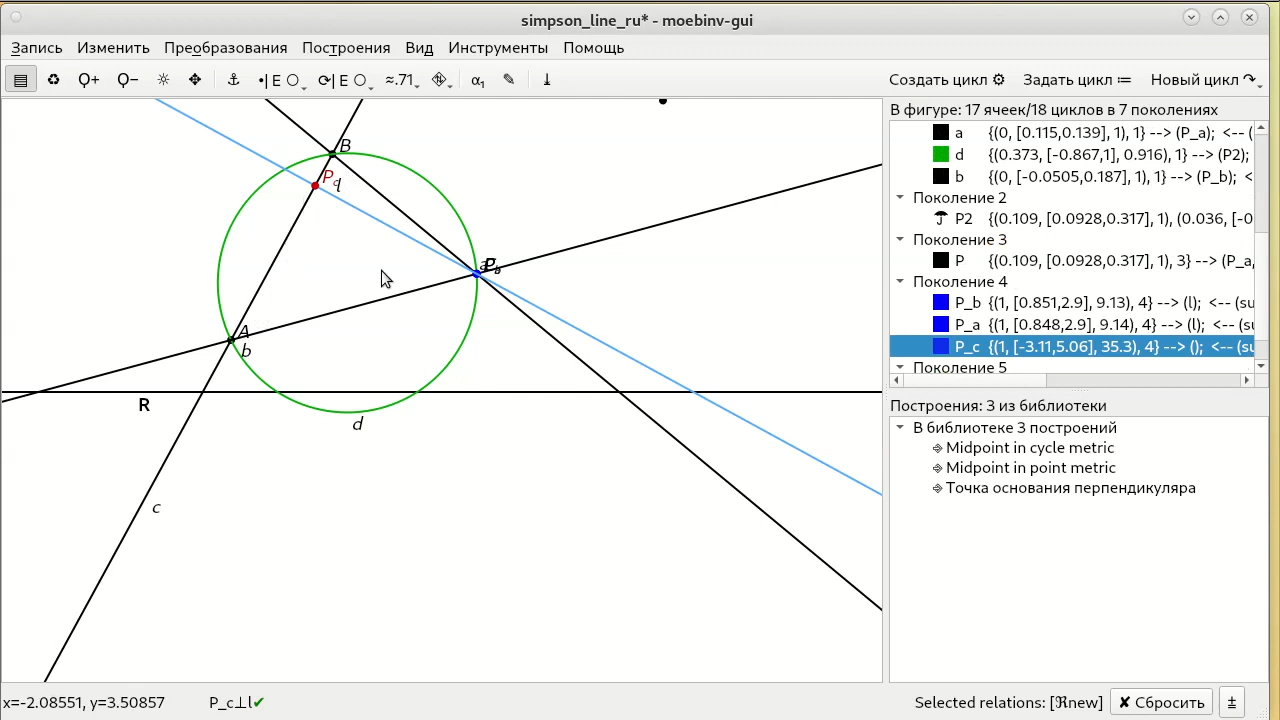 simpson_line_ru* - moebinv-gui
Запись Изменить Преобразования Построения Вид Инструменты Помощь
•| E ○ ⟳| E ○ ≈.71 α₁ Создать цикл Задать цикл Новый цикл
В фигуре: 17 ячеек/18 циклов в 7 поколениях
a {(0, [0.115,0.139], 1), 1} --> (P_a); <-- (
d {(0.373, [-0.867,1], 0.916), 1} --> (P2);
b {(0, [-0.0505,0.187], 1), 1} --> (P_b); <
Поколение 2
P2 {(0.109, [0.0928,0.317], 1), (0.036, [-0
Поколение 3
P {(0.109, [0.0928,0.317], 1), 3} --> (P_a,
Поколение 4
P_b {(1, [0.851,2.9], 9.13), 4} --> (l); <-- (su
P_a {(1, [0.848,2.9], 9.14), 4} --> (l); <-- (su
P_c {(1, [-3.11,5.06], 35.3), 4} --> (); <-- (su
Поколение 5
Построения: 3 из библиотеки
В библиотеке 3 построений
Midpoint in cycle metric
Midpoint in point metric
Точка основания перпендикуляра
B
l
A
b
R
d
c
x=-2.08551, y=3.50857 P_c⊥l✔ Selected relations: [ℜnew] ✘ Сбросить ±